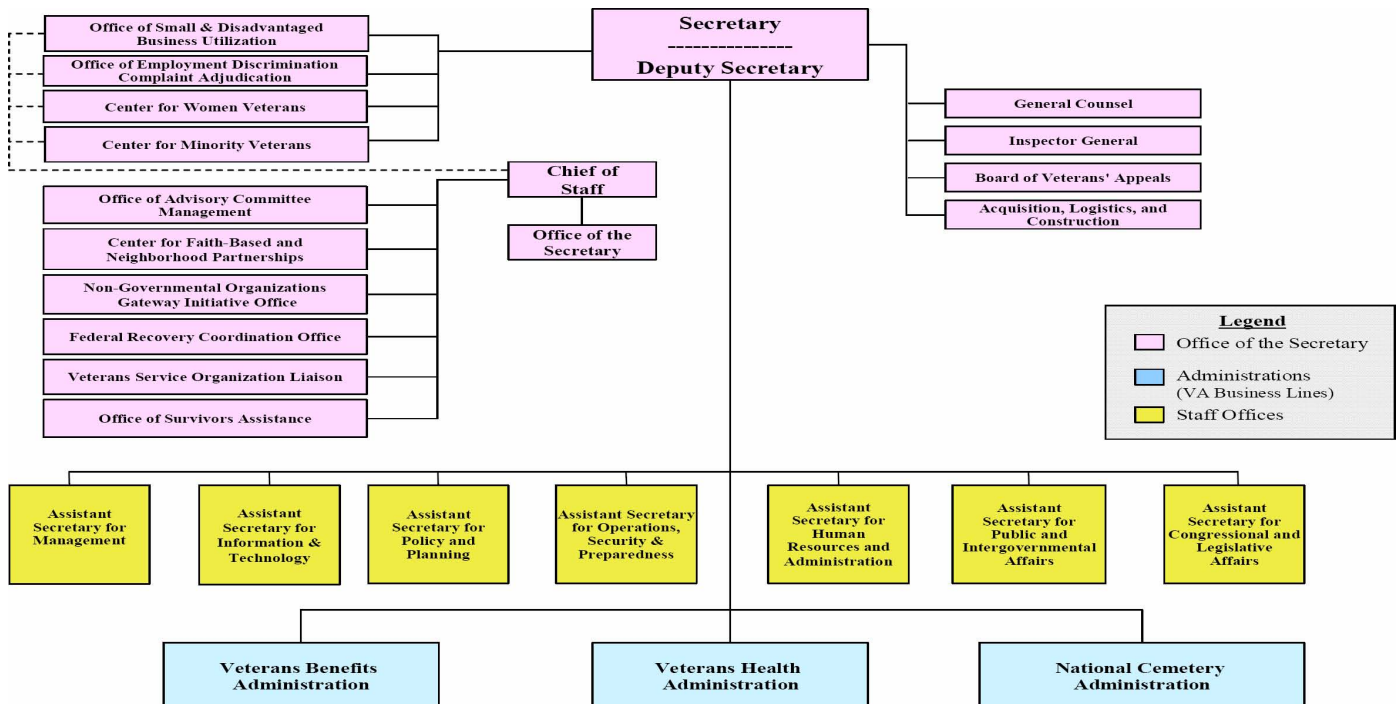 Secretary
---------------
Deputy Secretary
Office of Small & Disadvantaged
Business Utilization
Office of Employment Discrimination
Complaint Adjudication
Center for Women Veterans
Center for Minority Veterans
General Counsel
Inspector General
Board of Veterans' Appeals
Acquisition, Logistics, and
Construction
Chief of
Staff
Office of the
Secretary
Office of Advisory Committee
Management
Center for Faith-Based and
Neighborhood Partnerships
Non-Governmental Organizations
Gateway Initiative Office
Federal Recovery Coordination Office
Veterans Service Organization Liaison
Office of Survivors Assistance
Legend
Office of the Secretary
Administrations
(VA Business Lines)
Staff Offices
Assistant
Secretary for
Management
Assistant
Secretary for
Information &
Technology
Assistant
Secretary for
Policy and
Planning
Assistant Secretary
for Operations,
Security &
Preparedness
Assistant
Secretary for
Human
Resources and
Administration
Assistant
Secretary for
Public and
Intergovernmental
Affairs
Assistant
Secretary for
Congressional and
Legislative
Affairs
Veterans Benefits
Administration
Veterans Health
Administration
National Cemetery
Administration